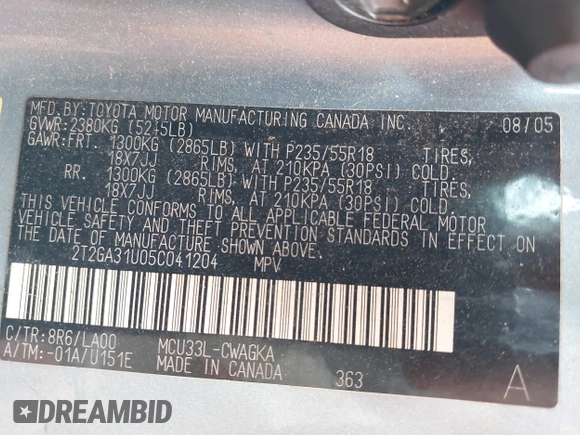 MFD.BY:TOYOTA MOTOR MANUFACTURING CANADA INC. 08/05
GVWR:2380KG (5245LB)
GAWR:FRT. 1300KG (2865LB) WITH P235/55R18 TIRES,
18X7JJ RIMS, AT 210KPA (30PSI) COLD
RR. 1300KG (2865LB) WITH P235/55R18 TIRES,
18X7JJ RIMS, AT 210KPA (30PSI) COLD
THIS VEHICLE CONFORMS TO ALL APPLICABLE FEDERAL MOTOR
VEHICLE SAFETY AND THEFT PREVENTION STANDARDS IN EFFECT ON
THE DATE OF MANUFACTURE SHOWN ABOVE.
2T2GA31U05C041204 MPV
C/TR:8R6/LA00 MCU33L-CWAGKA
A/TM:-01A/U151E MADE IN CANADA 363 A
DREAMBID